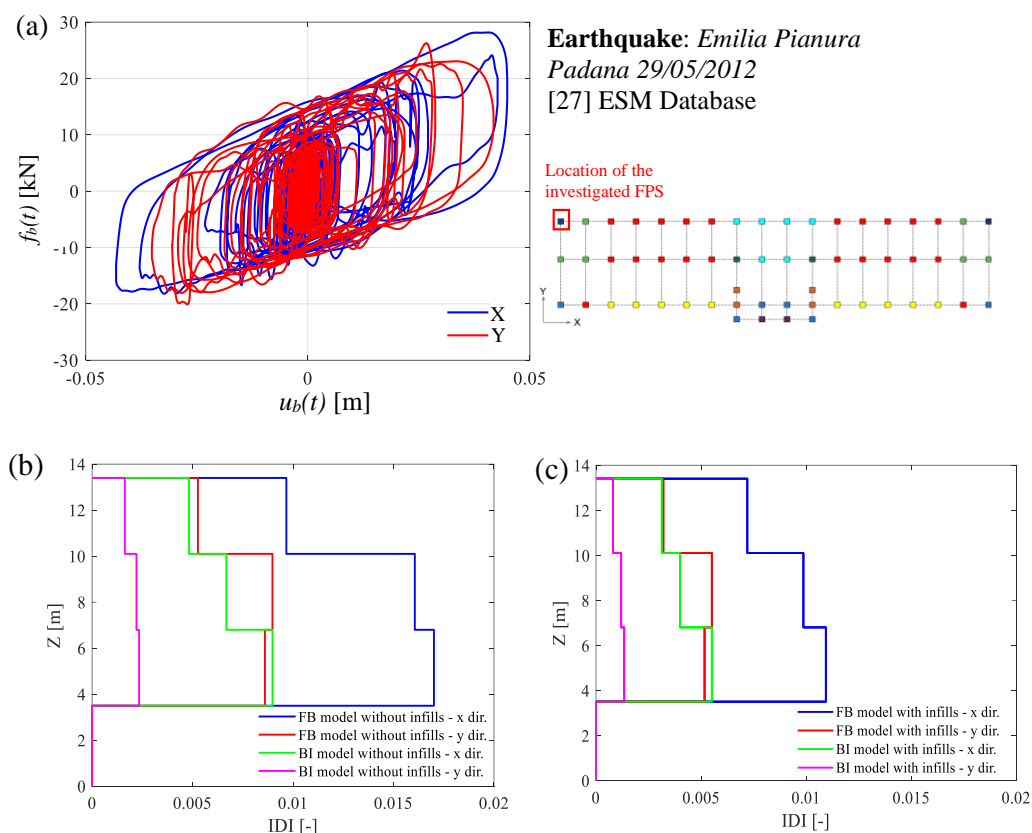 (a)
30
20
10
0
-10
-20
-30
f_b(t) [kN]
-0.05
0
0.05
u_b(t) [m]
X
Y
Earthquake: Emilia Pianura
Padana 29/05/2012
[27] ESM Database
Location of the
investigated FPS
Y
X
(b)
14
12
10
8
6
4
2
0
Z [m]
0
0.005
0.01
0.015
0.02
IDI [-]
FB model without infills - x dir.
FB model without infills - y dir.
BI model without infills - x dir.
BI model without infills - y dir.
(c)
14
12
10
8
6
4
2
0
Z [m]
0
0.005
0.01
0.015
0.02
IDI [-]
FB model with infills - x dir.
FB model with infills - y dir.
BI model with infills - x dir.
BI model with infills - y dir.